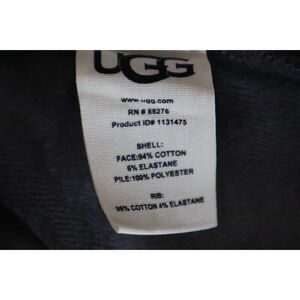 UGG
www.ugg.com
RN # 88276
Product ID# 1131475
SHELL:
FACE:94% COTTON
6% ELASTANE
PILE:100% POLYESTER
RIB:
96% COTTON 4% ELASTANE